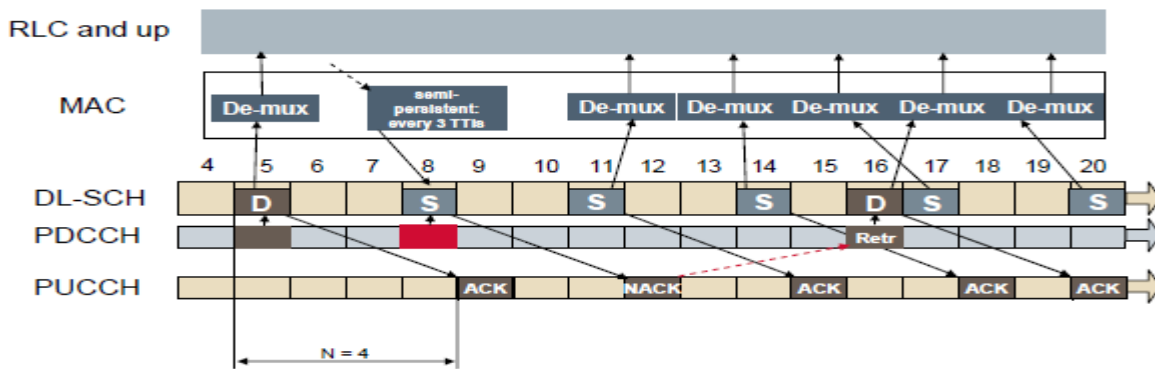 RLC and up
MAC
De-mux
semi-
persistent:
every 3 TTIs
De-mux De-mux De-mux De-mux De-mux
4 5 6 7 8 9 10 11 12 13 14 15 16 17 18 19 20
DL-SCH D S S S D S S
PDCCH Retr
PUCCH ACK NACK ACK ACK ACK
N = 4